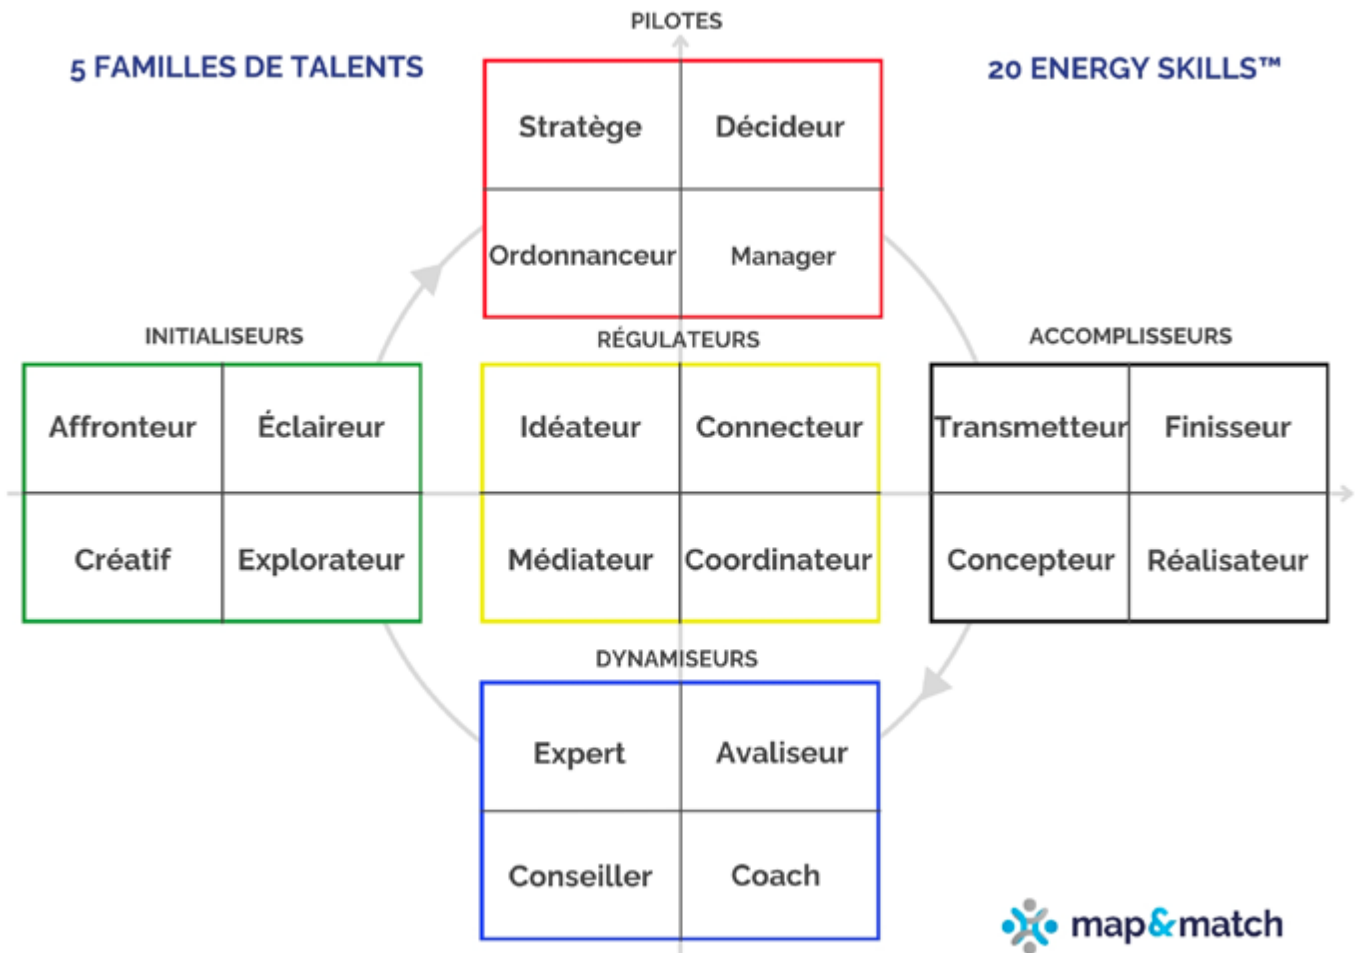 PILOTES
5 FAMILLES DE TALENTS
20 ENERGY SKILLS™
Stratège
Décideur
Ordonnanceur
Manager
INITIALISEURS
Affronteur
Éclaireur
Créatif
Explorateur
RÉGULATEURS
Idéateur
Connecteur
Médiateur
Coordinateur
ACCOMPLISSEURS
Transmetteur
Finisseur
Concepteur
Réalisateur
DYNAMISEURS
Expert
Avaliseur
Conseiller
Coach
map&match